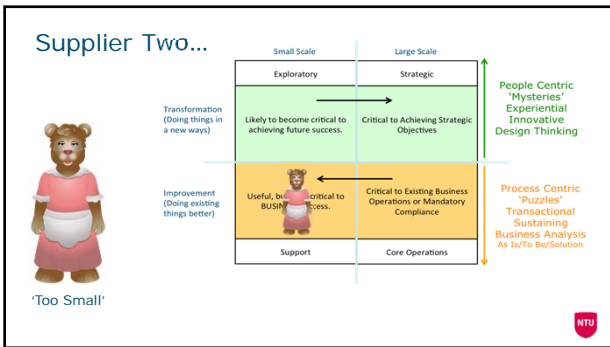 Supplier Two...
Small Scale
Large Scale
Exploratory
Strategic
Transformation
(Doing things in
a new ways)
Likely to become critical to
achieving future success.
Critical to Achieving Strategic
Objectives
People Centric
‘Mysteries’
Experiential
Innovative
Design Thinking
Improvement
(Doing existing
things better)
Useful, critical to
Critical to Existing Business
Operations or Mandatory
Compliance
Process Centric
‘Puzzles’
Transactional
Sustaining
Business Analysis
As Is/To Be/Solution
Support
Core Operations
‘Too Small’
NTU